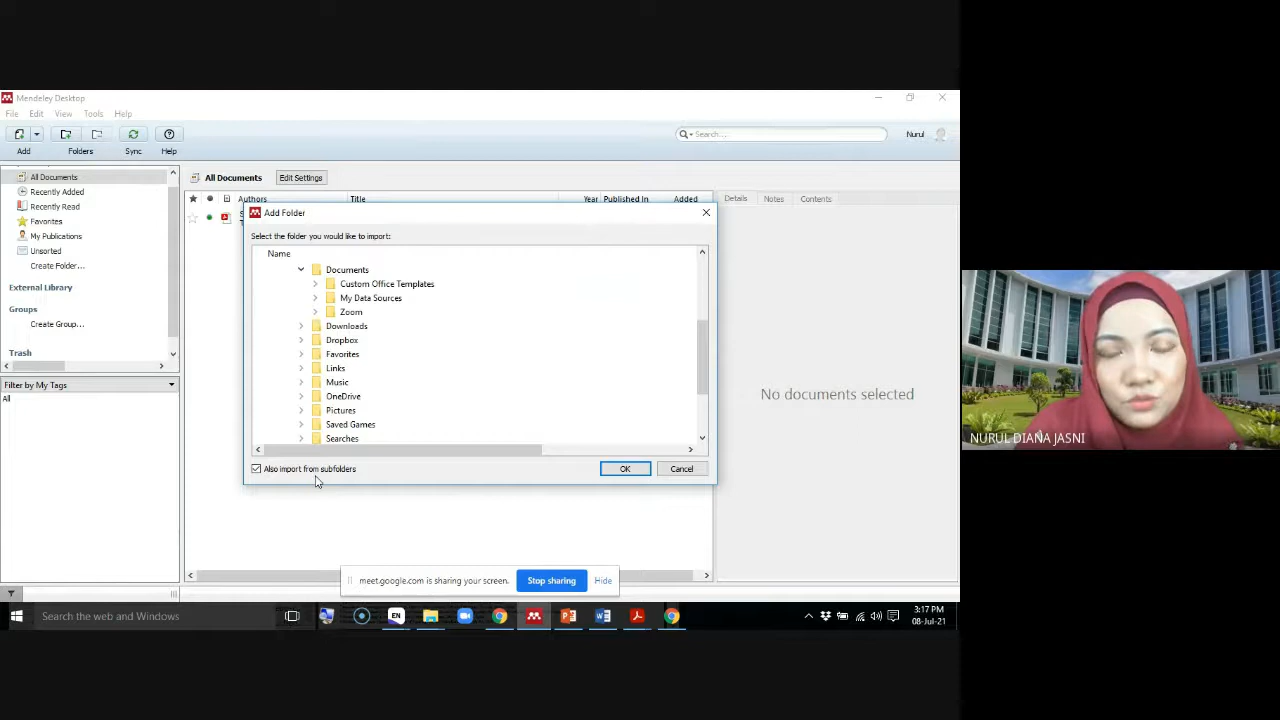 Mendeley Desktop
File Edit View Tools Help
Search...
Nurul
Add Folders Sync Help
All Documents
Recently Added
Recently Read
Favorites
My Publications
Unsorted
Create Folder...
External Library
Groups
Create Group...
Trash
Filter by My Tags
All
All Documents Edit Settings
Authors Title Year Published In Added
Details Notes Contents
Add Folder
Select the folder you would like to import:
Name
Documents
Custom Office Templates
My Data Sources
Zoom
Downloads
Dropbox
Favorites
Links
Music
OneDrive
Pictures
Saved Games
Searches
Also import from subfolders
OK Cancel
No documents selected
NURUL DIANA JASNI
meet.google.com is sharing your screen. Stop sharing Hide
Search the web and Windows
EN
3:17 PM
08-Jul-21